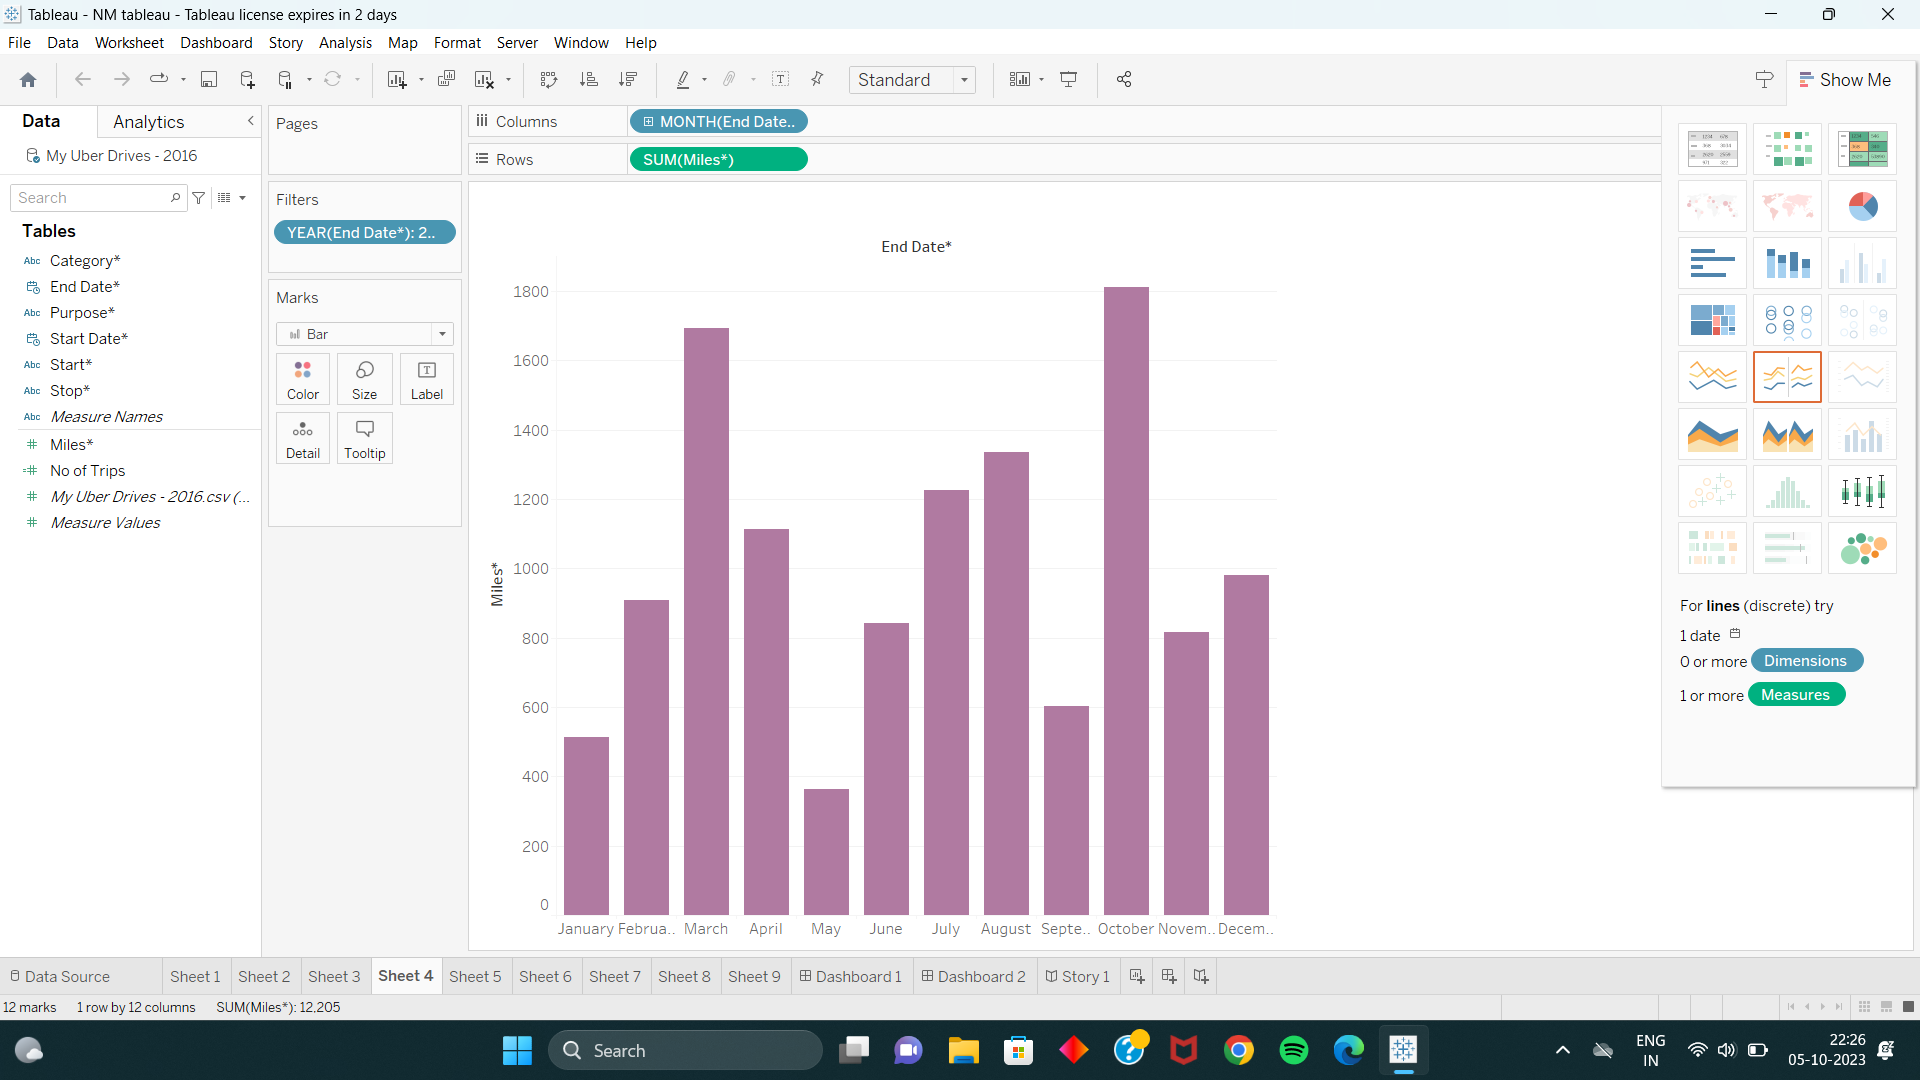 Tableau - NM tableau - Tableau license expires in 2 days
File Data Worksheet Dashboard Story Analysis Map Format Server Window Help
Standard
Show Me
Data
Analytics
My Uber Drives - 2016
Search
Tables
Abc Category*
End Date*
Abc Purpose*
Start Date*
Abc Start*
Abc Stop*
Abc Measure Names
# Miles*
=# No of Trips
# My Uber Drives - 2016.csv (...
# Measure Values
Pages
Filters
YEAR(End Date*): 2..
Marks
Bar
Color
Size
Label
Detail
Tooltip
Columns
MONTH(End Date..
Rows
SUM(Miles*)
End Date*
Miles*
1800
1600
1400
1200
1000
800
600
400
200
0
January Februa.. March April May June July August Septe.. October Novem.. Decem..
For lines (discrete) try
1 date
0 or more Dimensions
1 or more Measures
Data Source Sheet 1 Sheet 2 Sheet 3 Sheet 4 Sheet 5 Sheet 6 Sheet 7 Sheet 8 Sheet 9 Dashboard 1 Dashboard 2 Story 1
12 marks 1 row by 12 columns SUM(Miles*): 12,205
Search
ENG
IN
22:26
05-10-2023